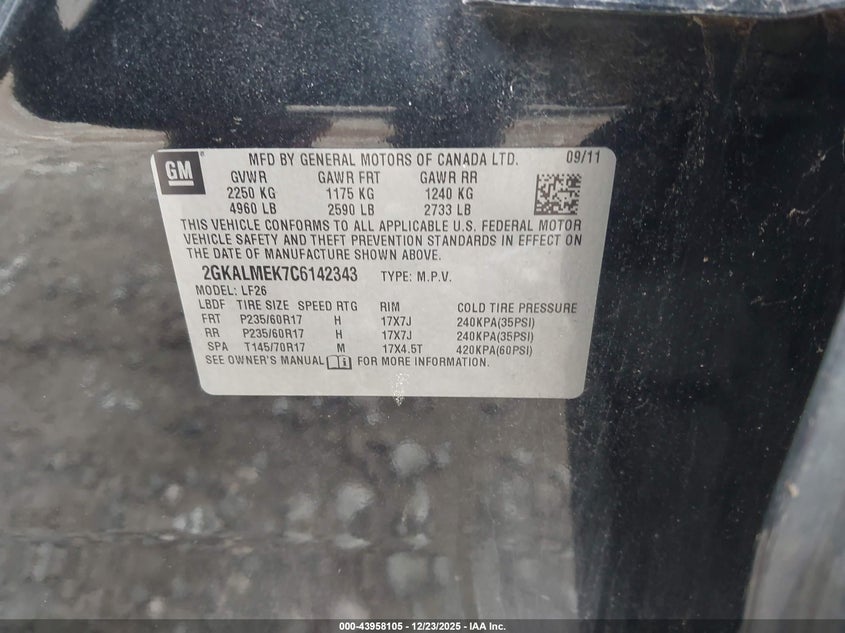 GM MFD BY GENERAL MOTORS OF CANADA LTD. 09/11
GVWR GAWR FRT GAWR RR
2250 KG 1175 KG 1240 KG
4960 LB 2590 LB 2733 LB
THIS VEHICLE CONFORMS TO ALL APPLICABLE U.S. FEDERAL MOTOR
VEHICLE SAFETY AND THEFT PREVENTION STANDARDS IN EFFECT ON
THE DATE OF MANUFACTURE SHOWN ABOVE.
2GKALMEK7C6142343 TYPE: M.P.V.
MODEL: LF26
LBDF TIRE SIZE SPEED RTG RIM COLD TIRE PRESSURE
FRT P235/60R17 H 17X7J 240KPA(35PSI)
RR P235/60R17 H 17X7J 240KPA(35PSI)
SPA T145/70R17 M 17X4.5T 420KPA(60PSI)
SEE OWNER'S MANUAL FOR MORE INFORMATION.
000-43958105 - 12/23/2025 - IAA Inc.